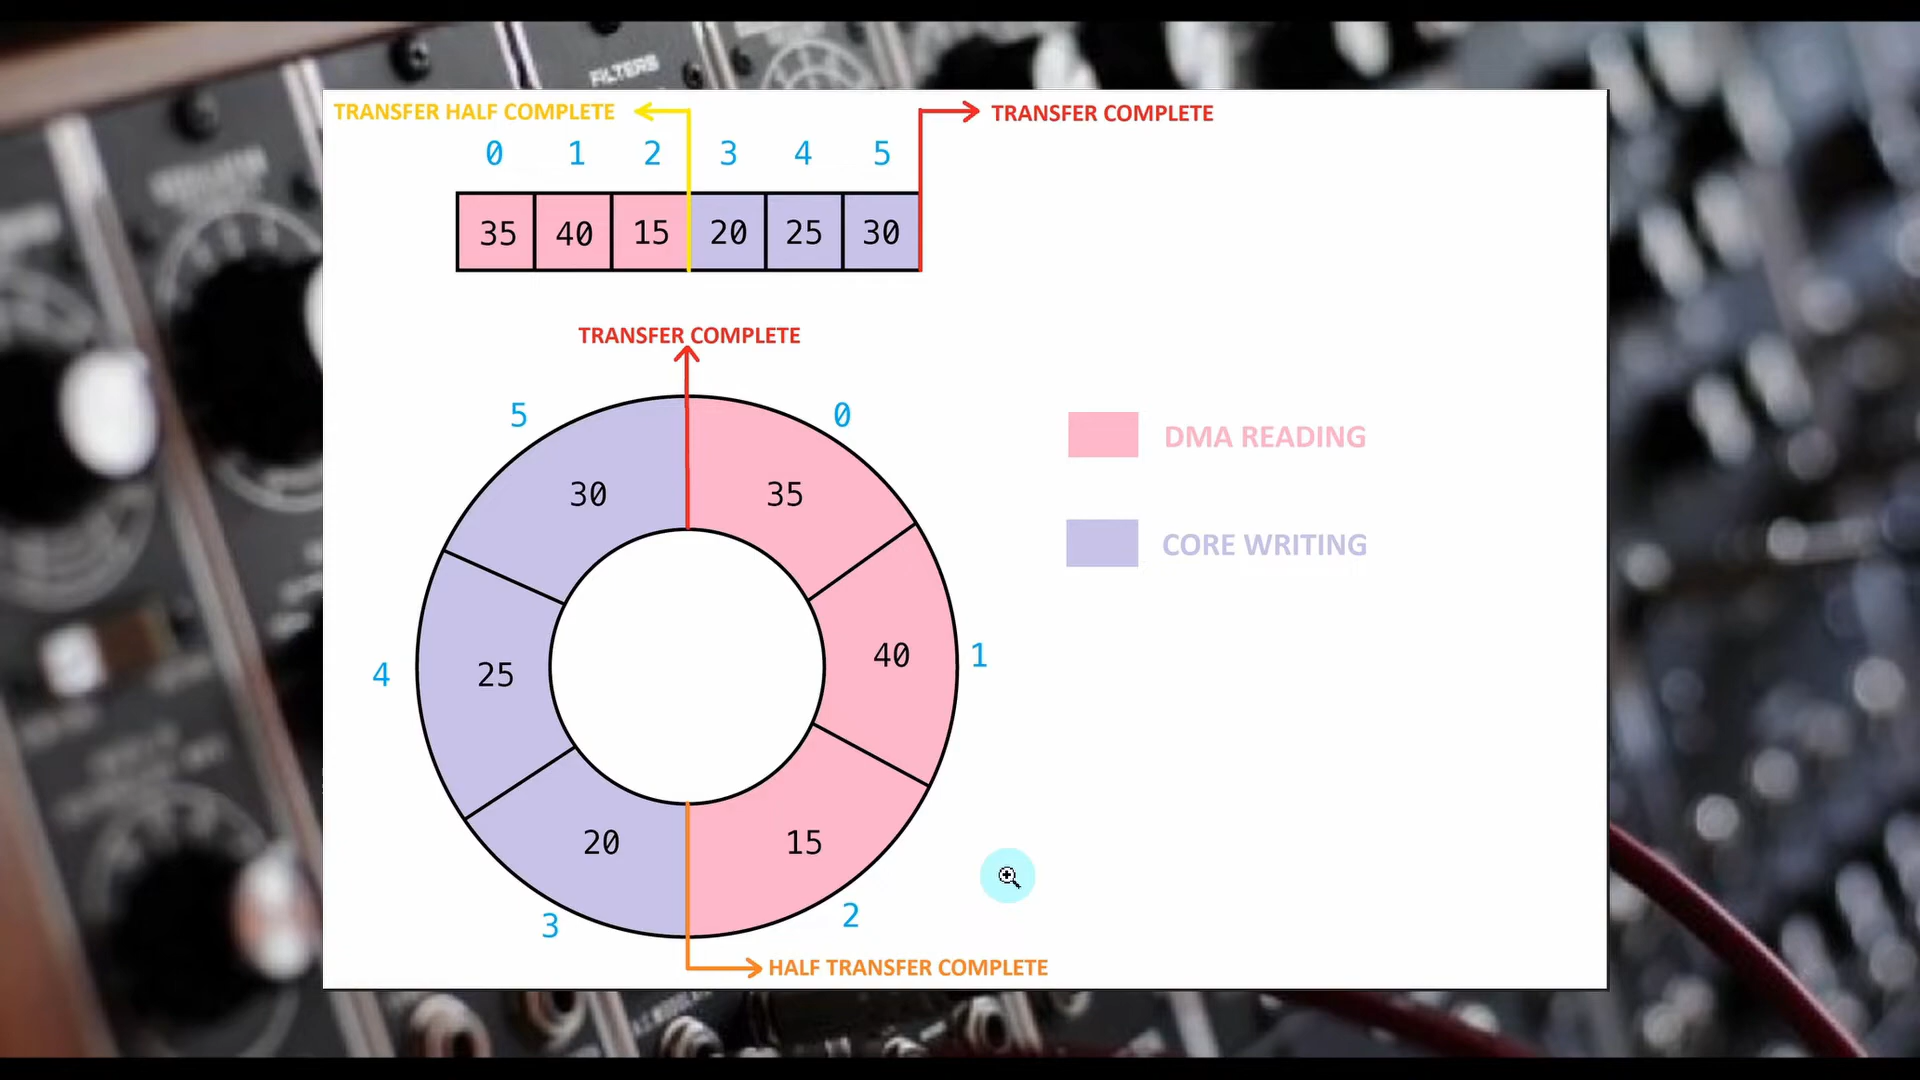 FILTERS
TRANSFER HALF COMPLETE
TRANSFER COMPLETE
0 1 2 3 4 5
35 40 15 20 25 30
TRANSFER COMPLETE
5 0
30 35
DMA READING
CORE WRITING
40 1
4 25
20 15
3 2
HALF TRANSFER COMPLETE